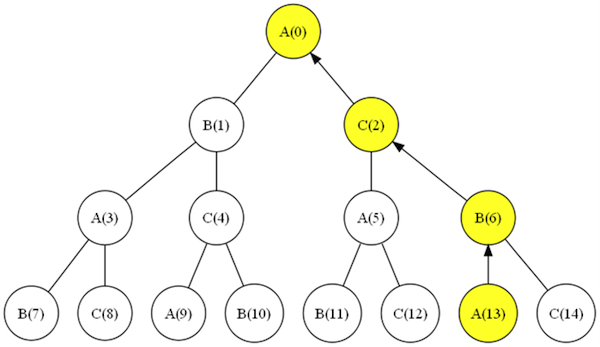 A(0)
B(1)
C(2)
A(3)
C(4)
A(5)
B(6)
B(7)
C(8)
A(9)
B(10)
B(11)
C(12)
A(13)
C(14)